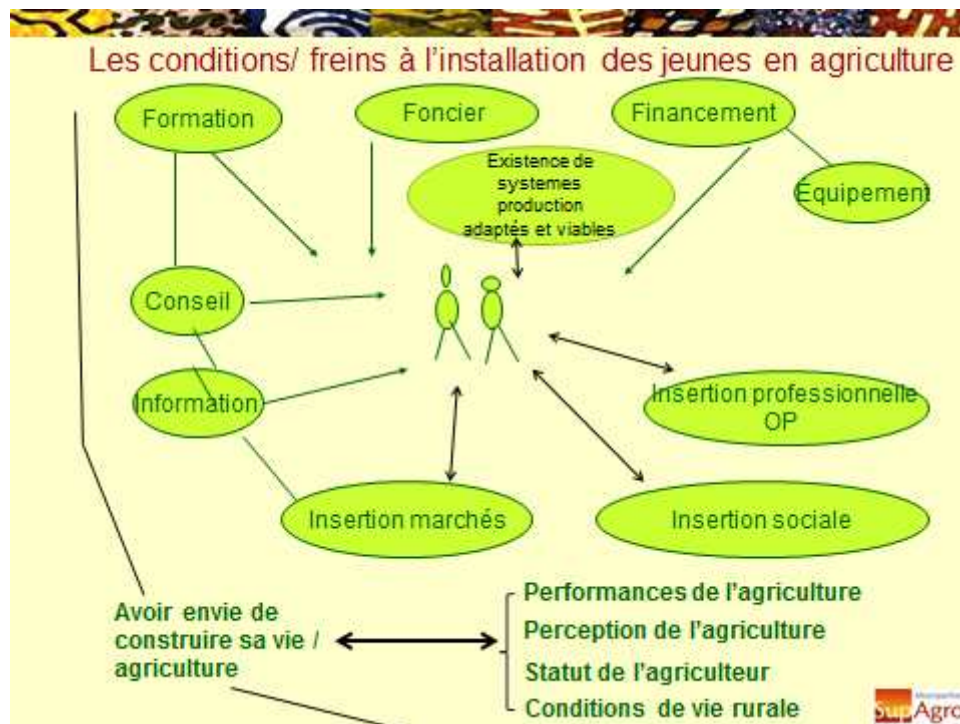 Les conditions/ freins à l'installation des jeunes en agriculture
Formation
Foncier
Financement
Existence de
systemes
production
adaptés et viables
Équipement
Conseil
Information
Insertion professionnelle
OP
Insertion marchés
Insertion sociale
Avoir envie de
construire sa vie /
agriculture
Performances de l'agriculture
Perception de l'agriculture
Statut de l'agriculteur
Conditions de vie rurale
SupAgro